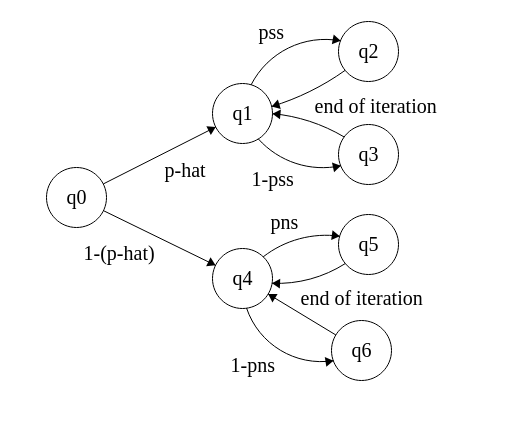 pss
q2
q1
end of iteration
q3
p-hat
1-pss
q0
pns
q5
1-(p-hat)
q4
end of iteration
q6
1-pns